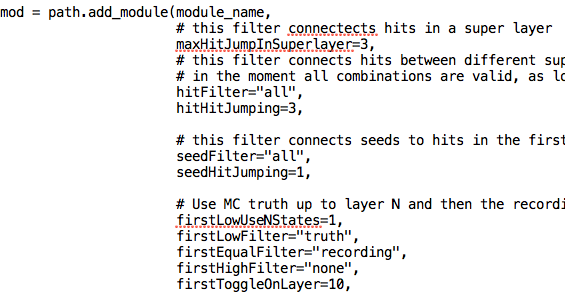 mod = path.add_module(module_name,
# this filter connectects hits in a super layer
maxHitJumpInSuperlayer=3,
# this filter connects hits between different
# in the moment all combinations are valid, as
hitFilter="all",
hitHitJumping=3,
# this filter connects seeds to hits in the first
seedFilter="all",
seedHitJumping=1,
# Use MC truth up to layer N and then the
firstLowUseNStates=1,
firstLowFilter="truth",
firstEqualFilter="recording",
firstHighFilter="none",
firstToggleOnLayer=10,